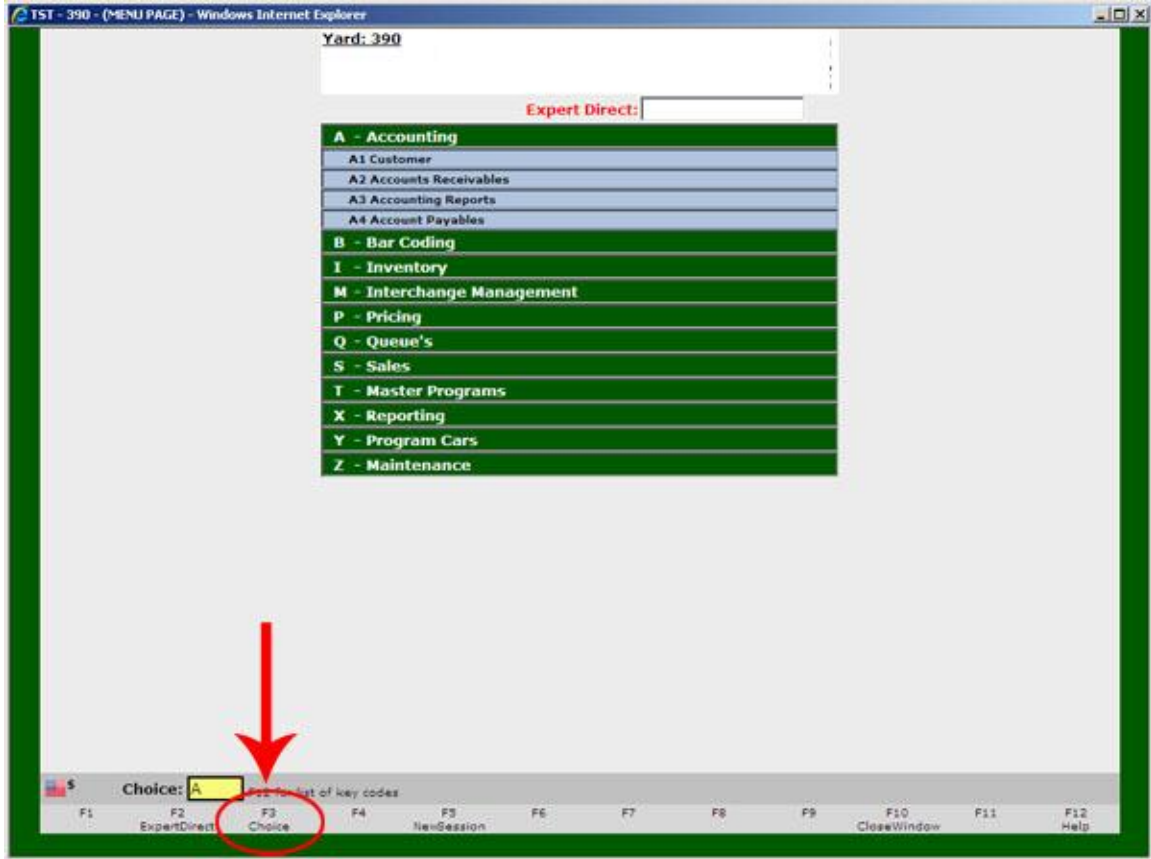 TST - 390 - (MENU PAGE) - Windows Internet Explorer
Yard: 390
Expert Direct:
A - Accounting
A1 Customer
A2 Accounts Receivables
A3 Accounting Reports
A4 Account Payables
B - Bar Coding
I - Inventory
M - Interchange Management
P - Pricing
Q - Queue's
S - Sales
T - Master Programs
X - Reporting
Y - Program Cars
Z - Maintenance
$ Choice: A F12 for list of key codes
F1 F2 F3 F4 F5 F6 F7 F8 F9 F10 F11 F12
ExpertDirect Choice NewSession CloseWindow Help